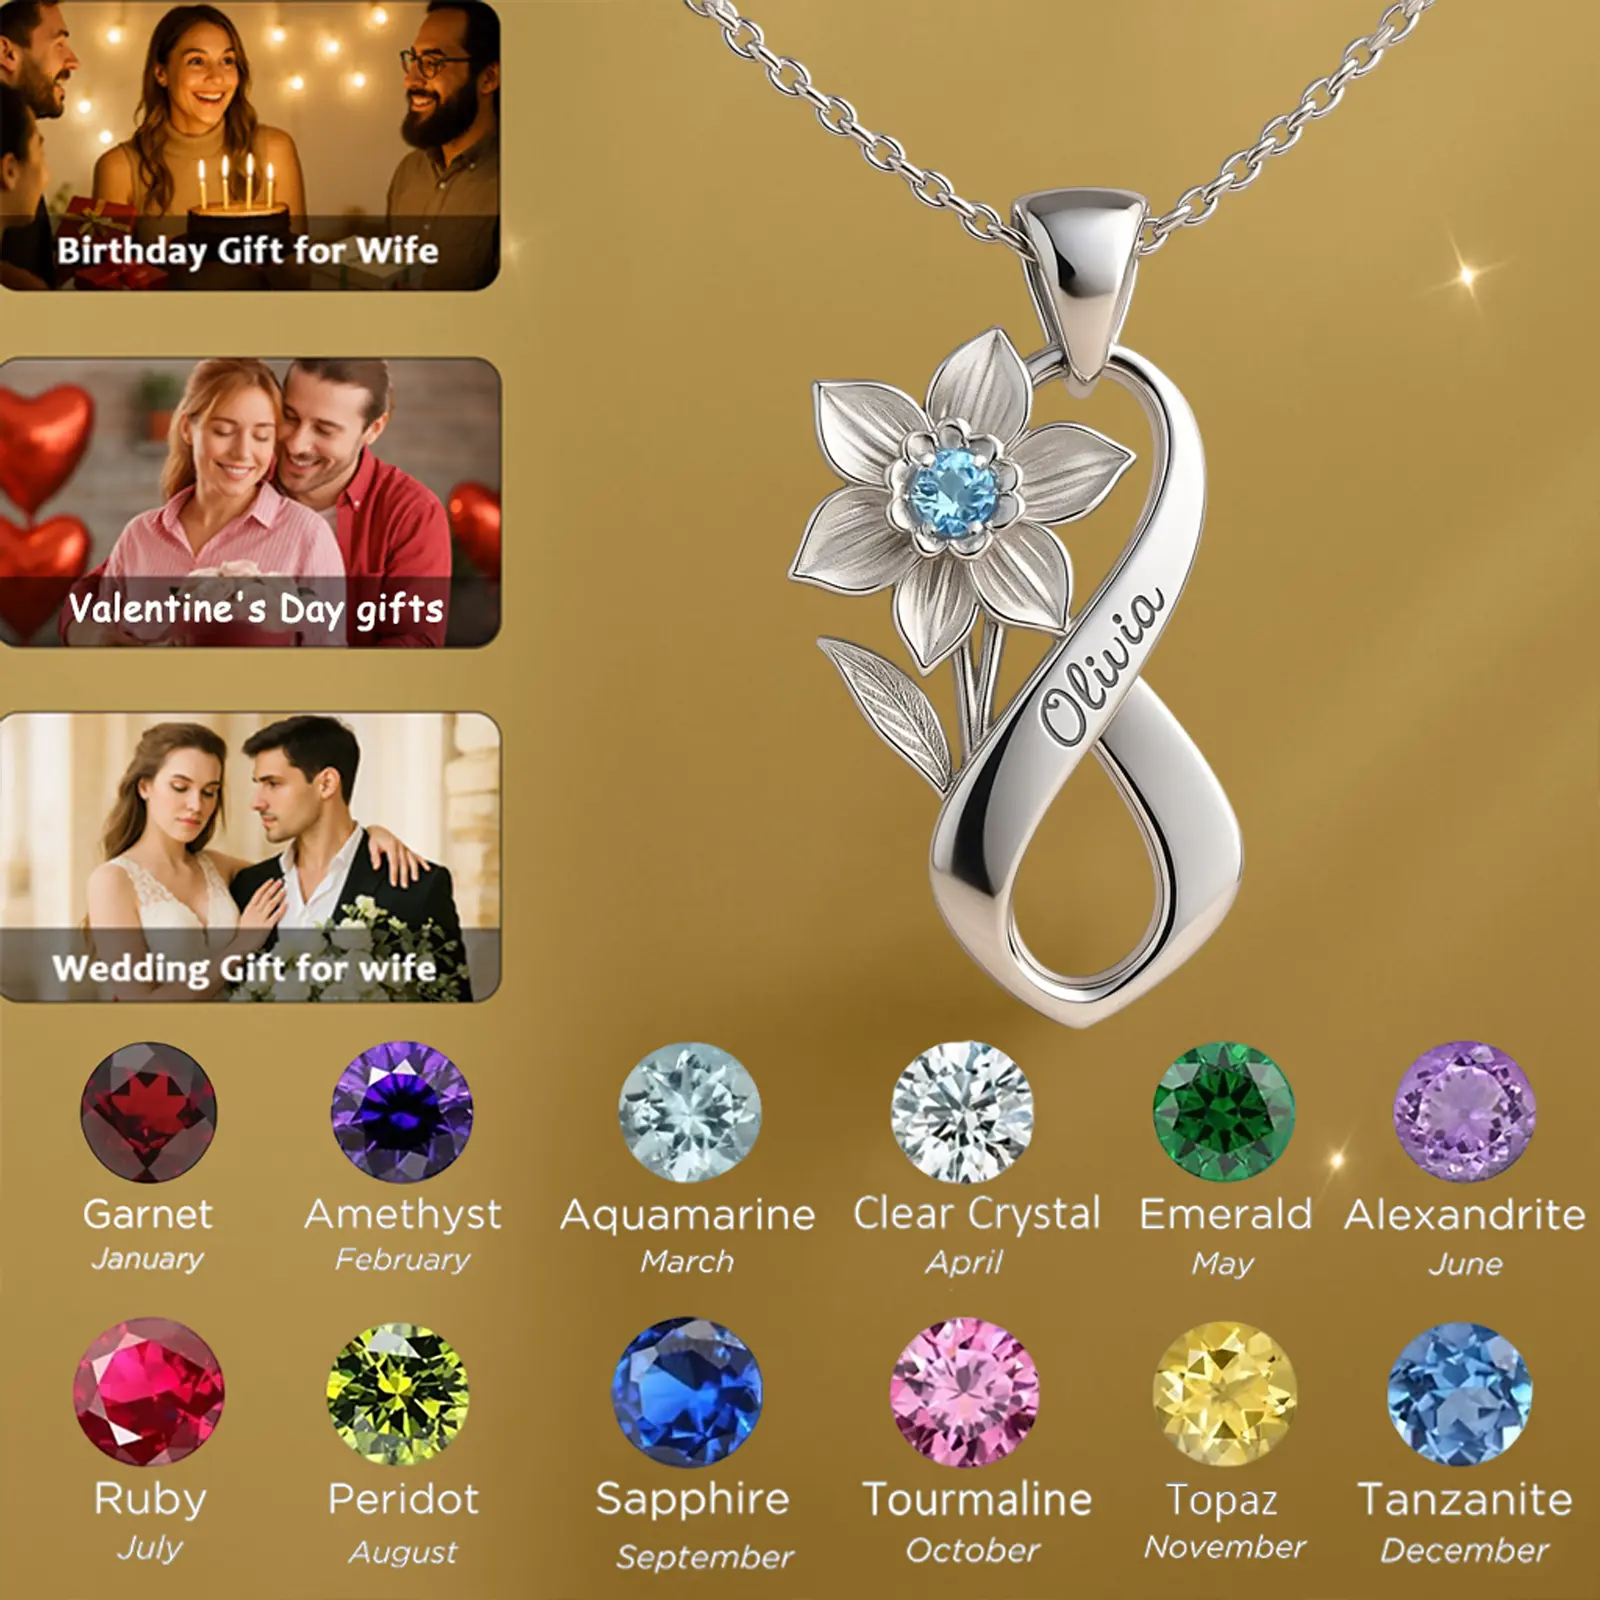 Birthday Gift for Wife
Valentine's Day gifts
Wedding Gift for wife
Olivia
Garnet Amethyst Aquamarine Clear Crystal Emerald Alexandrite
January February March April May June
Ruby Peridot Sapphire Tourmaline Topaz Tanzanite
July August September October November December